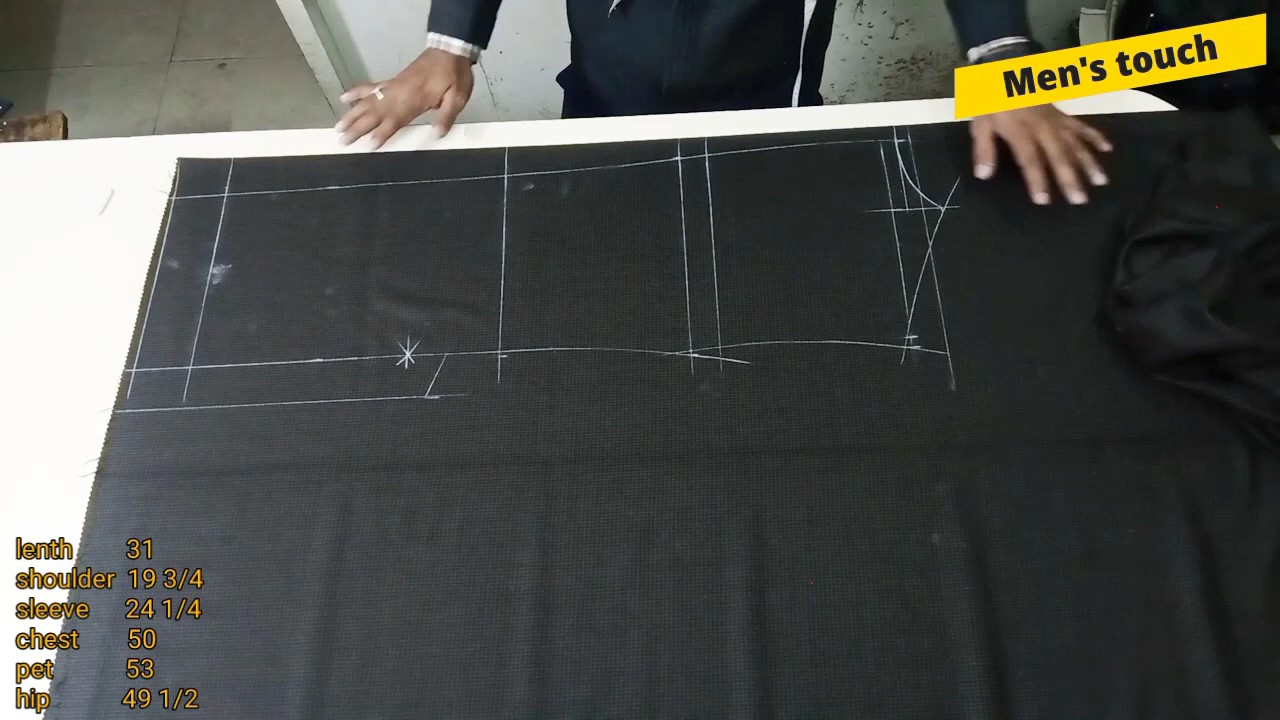 Men's touch
lenth 31
shoulder 19 3/4
sleeve 24 1/4
chest 50
pet 53
hip 49 1/2